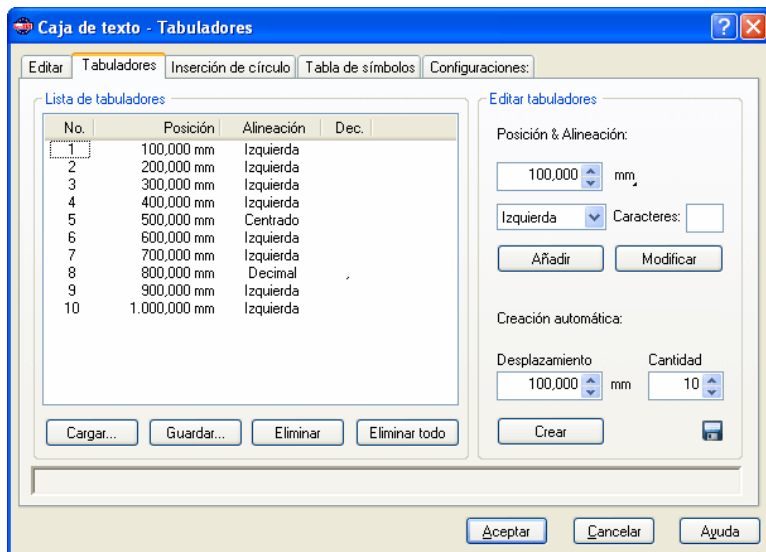 Caja de texto - Tabuladores
Editar Tabuladores Inserción de círculo Tabla de símbolos Configuraciones:
Lista de tabuladores
No. Posición Alineación Dec.
1 100,000 mm Izquierda
2 200,000 mm Izquierda
3 300,000 mm Izquierda
4 400,000 mm Izquierda
5 500,000 mm Centrado
6 600,000 mm Izquierda
7 700,000 mm Izquierda
8 800,000 mm Decimal ,
9 900,000 mm Izquierda
10 1.000,000 mm Izquierda
Cargar... Guardar... Eliminar Eliminar todo
Editar tabuladores
Posición & Alineación:
100,000 mm
Izquierda Caracteres:
Añadir Modificar
Creación automática:
Desplazamiento Cantidad
100,000 mm 10
Crear
Aceptar Cancelar Ayuda